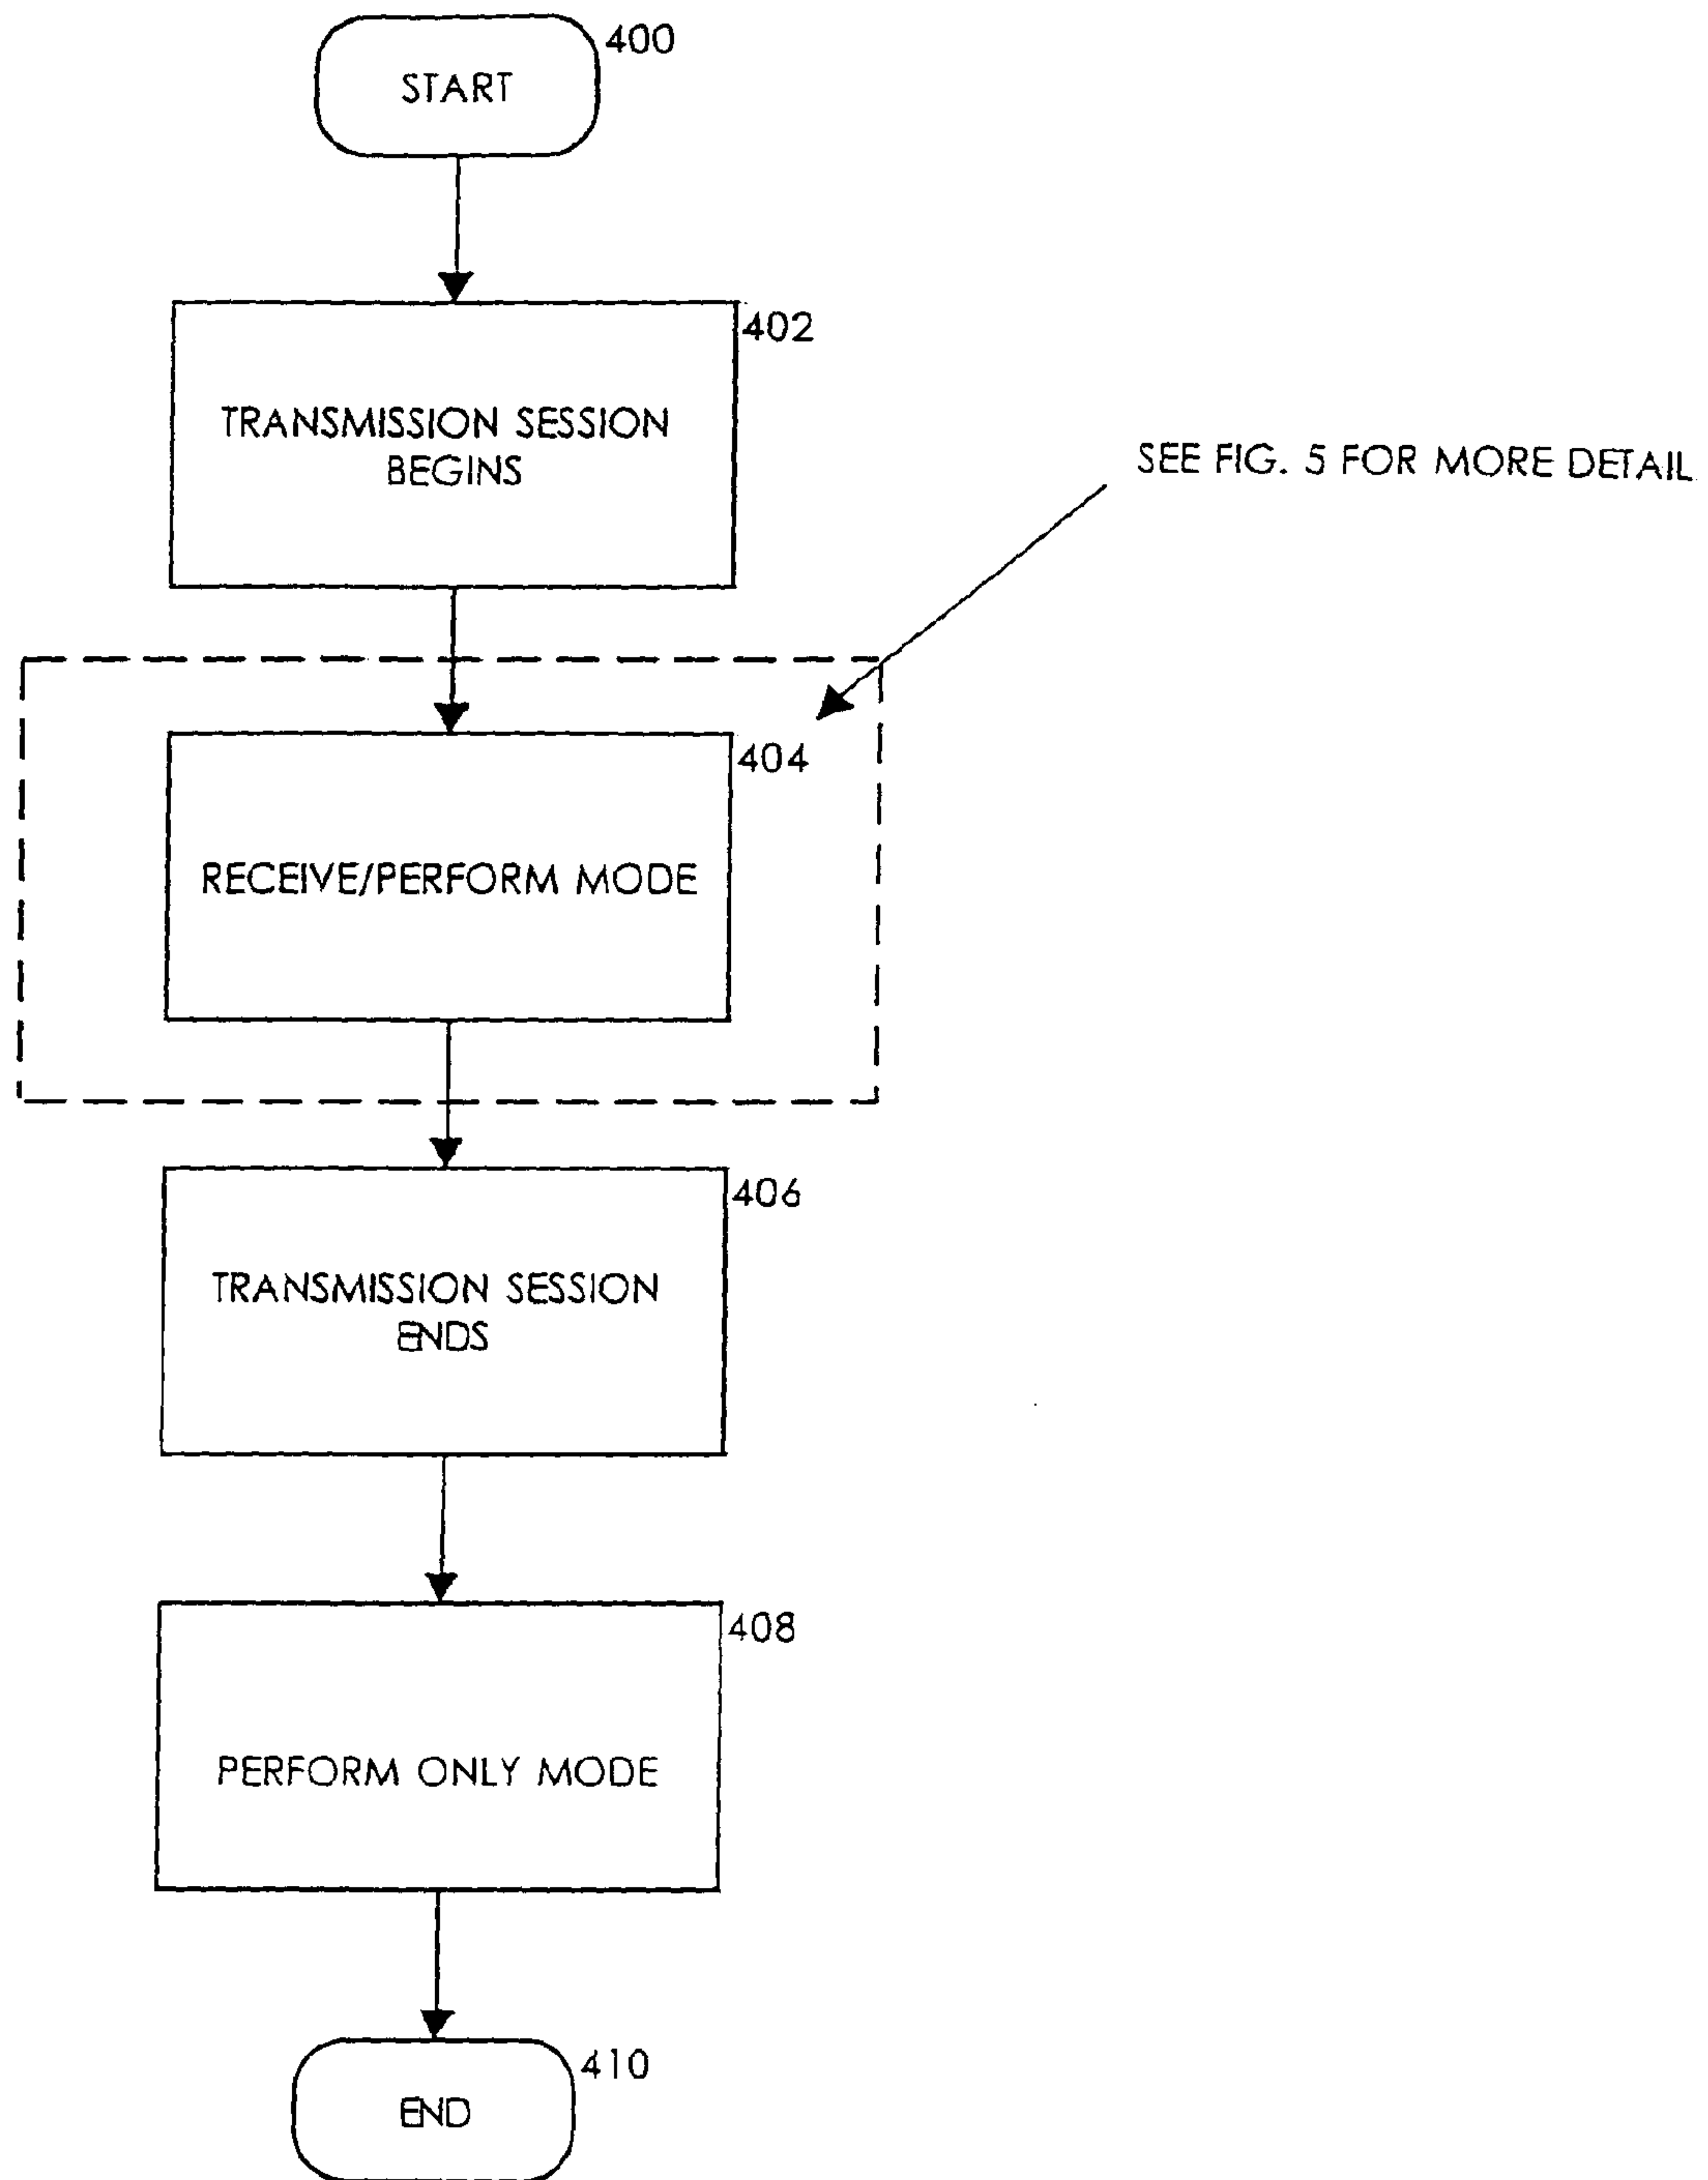 400
START
402
TRANSMISSION SESSION
BEGINS
SEE FIG. 5 FOR MORE DETAIL
404
RECEIVE/PERFORM MODE
406
TRANSMISSION SESSION
ENDS
408
PERFORM ONLY MODE
410
END